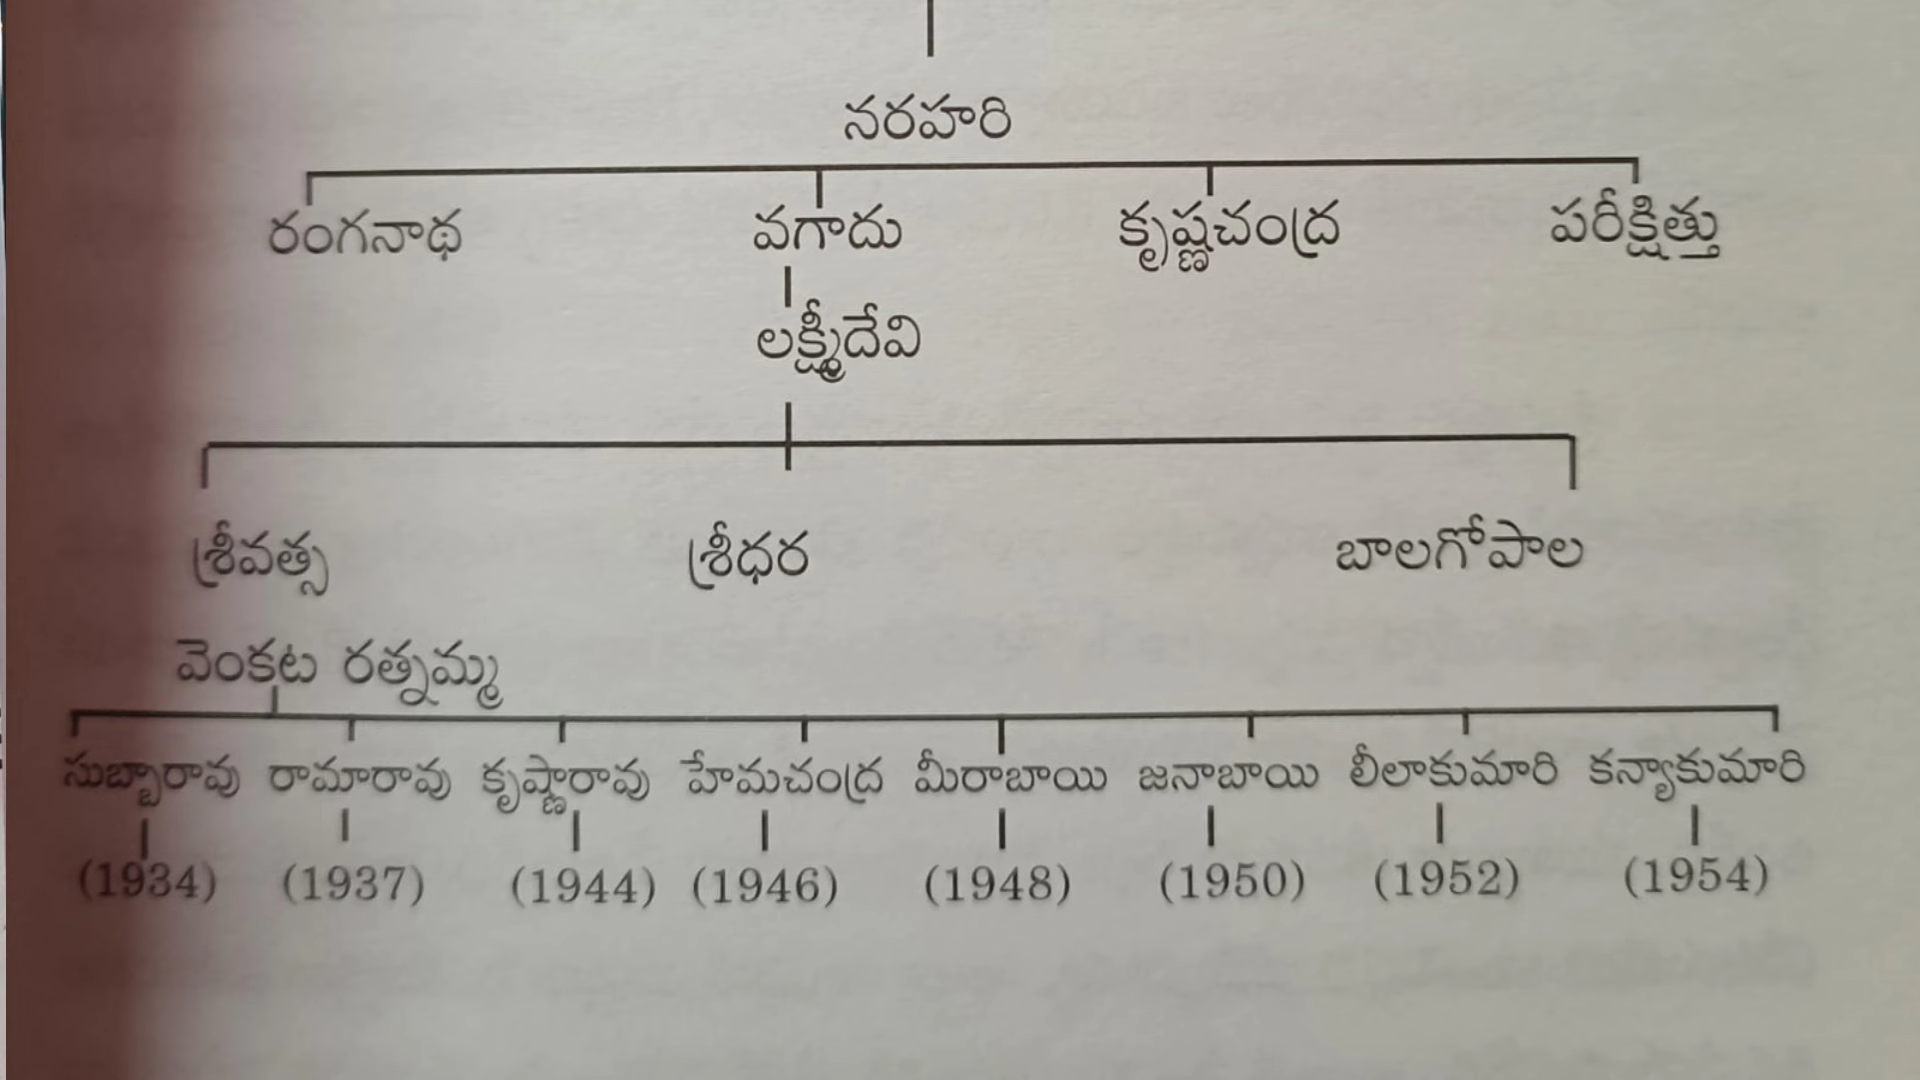 నరహరి
రంగనాథ వగాదు కృష్ణచంద్ర పరీక్షిత్తు
లక్ష్మీదేవి
శ్రీవత్స శ్రీధర బాలగోపాల
వెంకట రత్నమ్మ
సుబ్బారావు రామారావు కృష్ణారావు హేమచంద్ర మీరాబాయి జనాబాయి లీలాకుమారి కన్యాకుమారి
(1934) (1937) (1944) (1946) (1948) (1950) (1952) (1954)